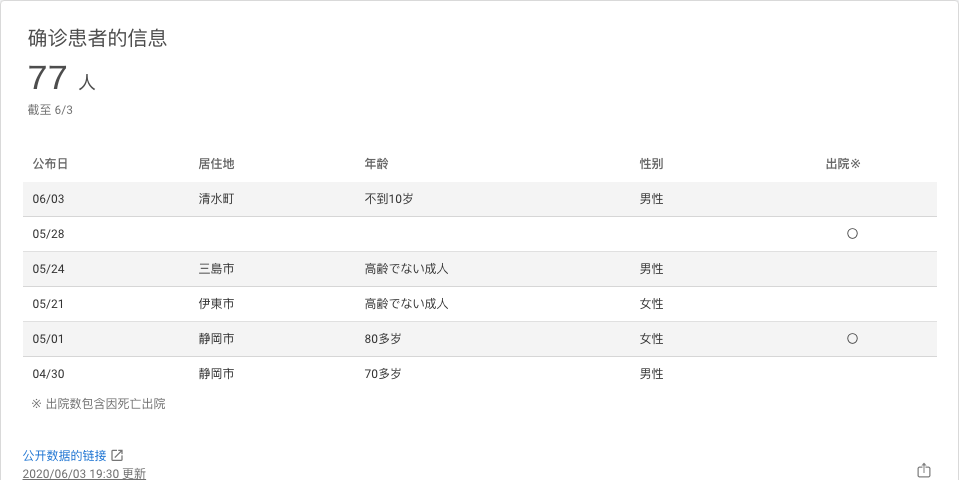 确诊患者的信息
77 人
截至 6/3
公布日 居住地 年龄 性别 出院※
06/03 清水町 不到10岁 男性
05/28 〇
05/24 三島市 高齢でない成人 男性
05/21 伊東市 高齢でない成人 女性
05/01 静岡市 80多岁 女性 〇
04/30 静岡市 70多岁 男性
※ 出院数包含因死亡出院
公开数据的链接
2020/06/03 19:30 更新